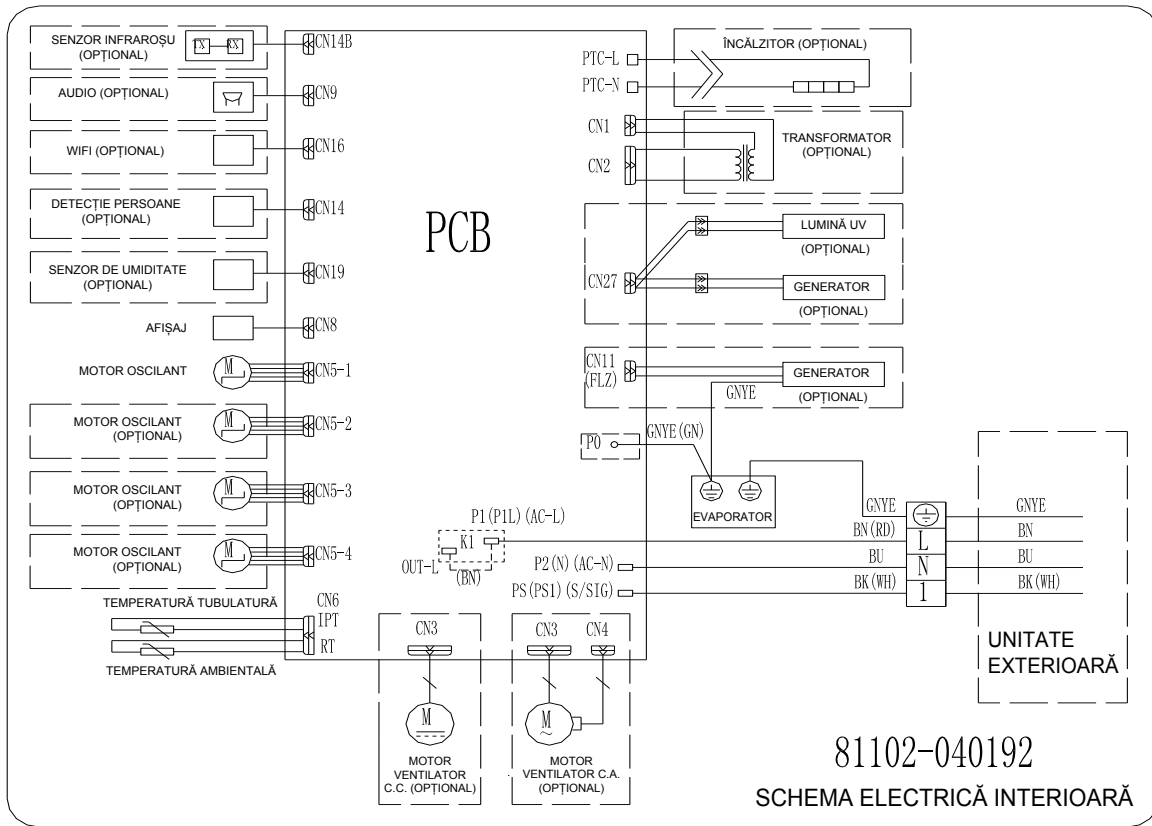 SENZOR INFRAROȘU
(OPȚIONAL)
TX
RX
CN14B
AUDIO (OPȚIONAL)
CN9
WIFI (OPȚIONAL)
CN16
DETECȚIE PERSOANE
(OPȚIONAL)
CN14
SENZOR DE UMIDITATE
(OPȚIONAL)
CN19
AFIȘAJ
CN8
MOTOR OSCILANT
M
CN5-1
MOTOR OSCILANT
(OPȚIONAL)
M
CN5-2
MOTOR OSCILANT
(OPȚIONAL)
M
CN5-3
MOTOR OSCILANT
(OPȚIONAL)
M
CN5-4
TEMPERATURĂ TUBULATURĂ
CN6
IPT
RT
TEMPERATURĂ AMBIENTALĂ
PCB
PTC-L
PTC-N
ÎNCĂLZITOR (OPȚIONAL)
CN1
CN2
TRANSFORMATOR
(OPȚIONAL)
CN27
LUMINĂ UV
(OPȚIONAL)
GENERATOR
(OPȚIONAL)
CN11
(FLZ)
GENERATOR
(OPȚIONAL)
GNYE
P0
GNYE(GN)
EVAPORATOR
P1(P1L)(AC-L)
K1
OUT-L
(BN)
P2(N)(AC-N)
PS(PS1)(S/SIG)
GNYE
BN(RD)
BU
BK(WH)
L
N
1
GNYE
BN
BU
BK(WH)
UNITATE
EXTERIOARĂ
CN3
M
MOTOR
VENTILATOR
C.C. (OPȚIONAL)
CN3
CN4
M
~
MOTOR
VENTILATOR C.A.
(OPȚIONAL)
81102-040192
SCHEMA ELECTRICĂ INTERIOARĂ